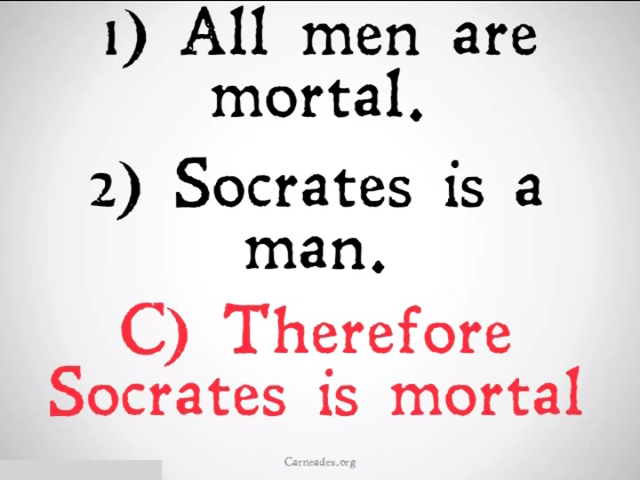 1) All men are
mortal.
2) Socrates is a
man.
C) Therefore
Socrates is mortal
Carneades.org